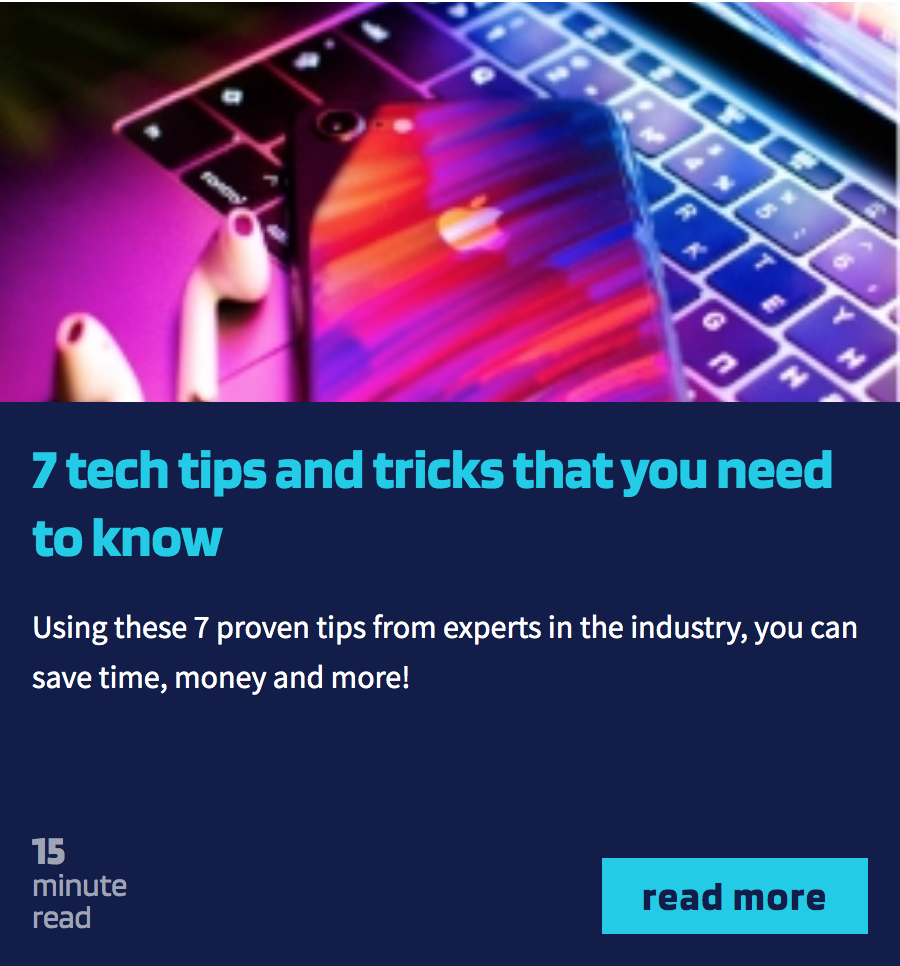 7 tech tips and tricks that you need
to know
Using these 7 proven tips from experts in the industry, you can
save time, money and more!
15
minute
read
read more